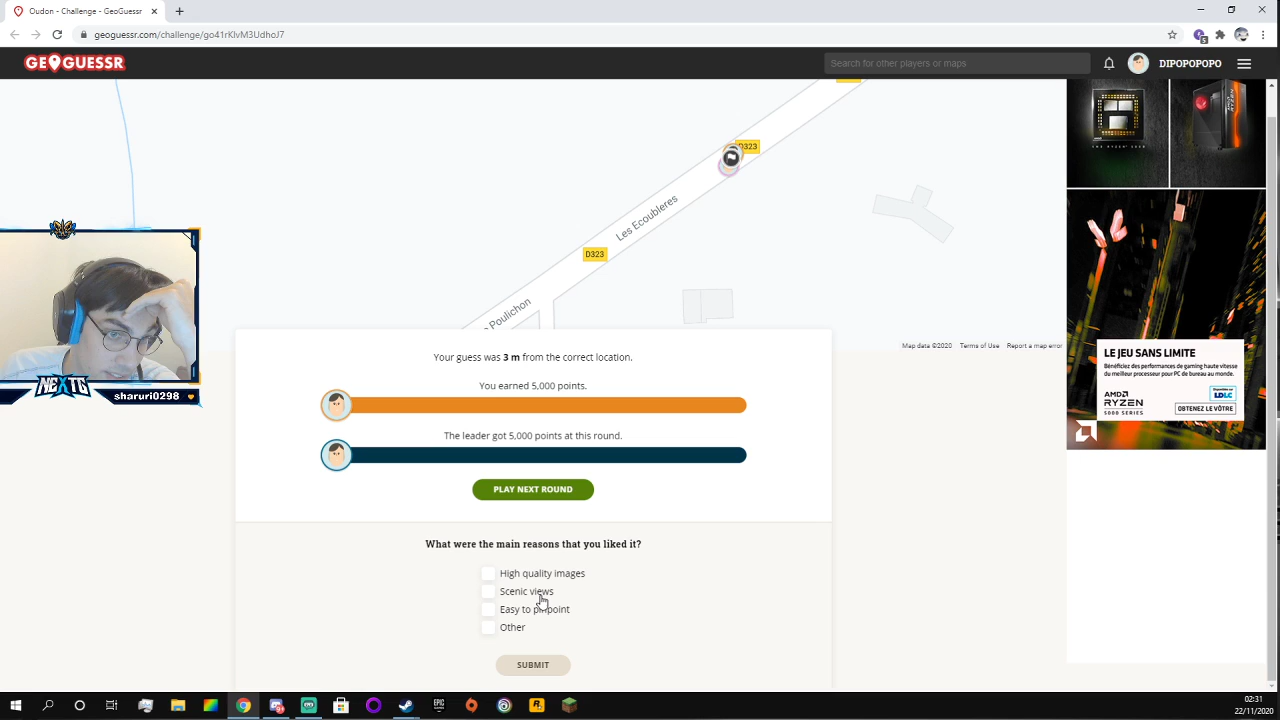 Oudon - Challenge - GeoGuessr
geoguessr.com/challenge/go41rKIvM3UdhoJ7
GEOGUESSR
Search for other players or maps
DIPOPOPOPO
D323
Les Ecoubleres
D323
Poulichon
Map data ©2020 Terms of Use Report a map error
Your guess was 3 m from the correct location.
You earned 5,000 points.
The leader got 5,000 points at this round.
PLAY NEXT ROUND
What were the main reasons that you liked it?
High quality images
Scenic views
Easy to pinpoint
Other
SUBMIT
NEXTG
sharuri0298
LE JEU SANS LIMITE
Bénéficiez des performances de gaming haute vitesse
du meilleur processeur pour PC de bureau au monde.
AMD
RYZEN
5000 SERIES
Disponible sur
LDLC
OBTENEZ LE VÔTRE
EPIC
02:31
22/11/2020